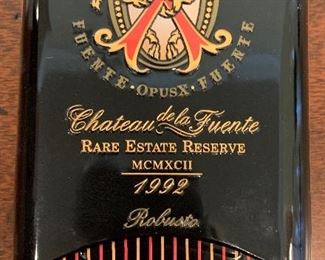 FUENTE · OPUSX · FUENTE
Chateau de la Fuente
RARE ESTATE RESERVE
MCMXCII
1992
Robusto